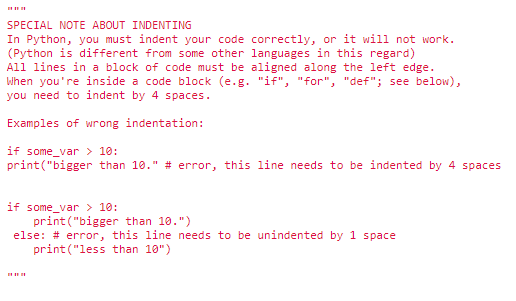 """
SPECIAL NOTE ABOUT INDENTING
In Python, you must indent your code correctly, or it will not work.
(Python is different from some other languages in this regard)
All lines in a block of code must be aligned along the left edge.
When you're inside a code block (e.g. "if", "for", "def"; see below),
you need to indent by 4 spaces.

Examples of wrong indentation:

if some_var > 10:
print("bigger than 10." # error, this line needs to be indented by 4 spaces


if some_var > 10:
    print("bigger than 10.")
 else: # error, this line needs to be unindented by 1 space
    print("less than 10")

"""